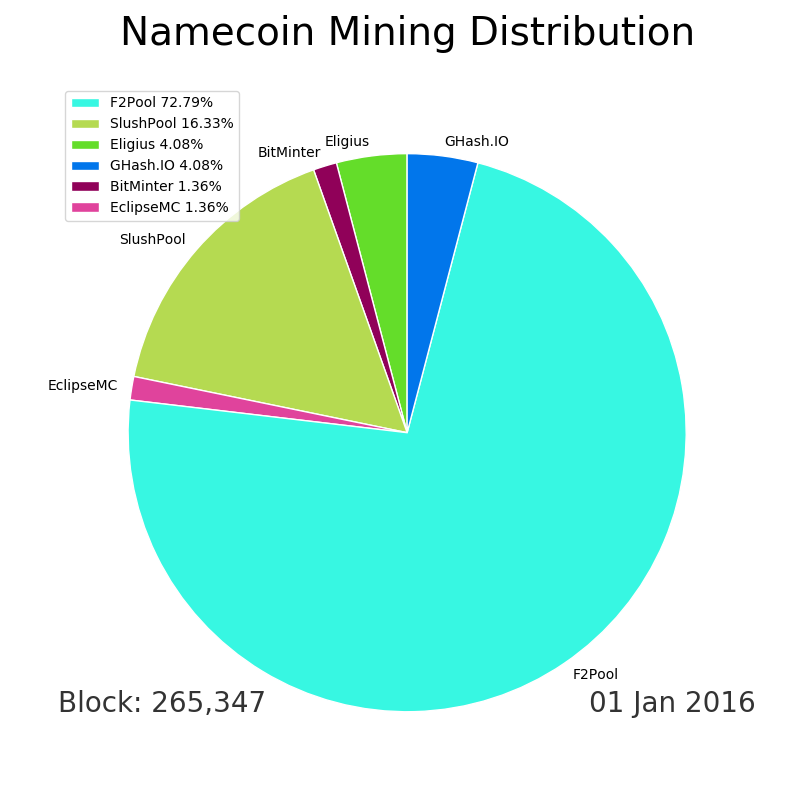 Namecoin Mining Distribution
F2Pool 72.79%
SlushPool 16.33%
Eligius 4.08%
GHash.IO 4.08%
BitMinter 1.36%
EclipseMC 1.36%
GHash.IO
Eligius
BitMinter
SlushPool
EclipseMC
F2Pool
Block: 265,347
01 Jan 2016